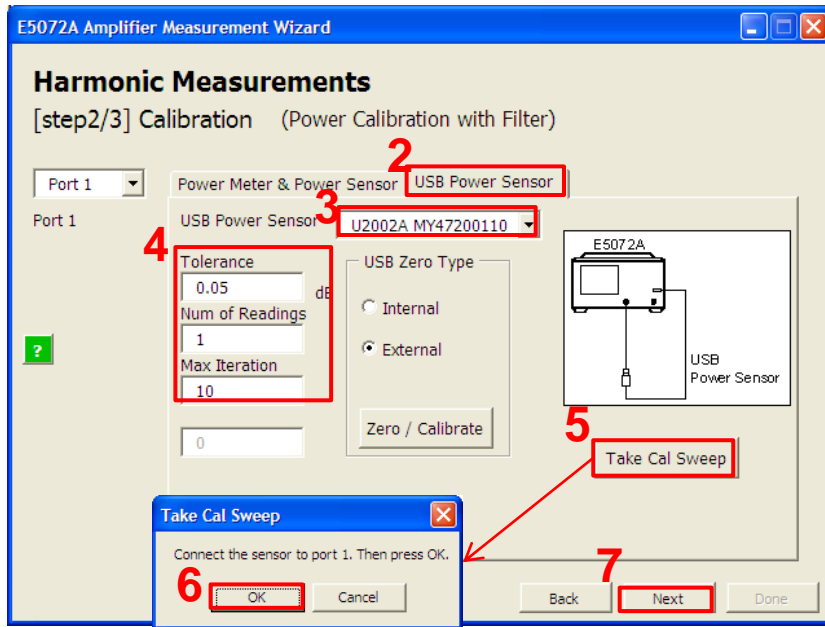 E5072A Amplifier Measurement Wizard
Harmonic Measurements
[step2/3] Calibration (Power Calibration with Filter)
2
Port 1
Power Meter & Power Sensor
USB Power Sensor
Port 1
USB Power Sensor
3
U2002A MY47200110
4
Tolerance
0.05
dB
Num of Readings
1
Max Iteration
10
0
USB Zero Type
Internal
External
Zero / Calibrate
E5072A
USB
Power Sensor
?
5
Take Cal Sweep
Take Cal Sweep
Connect the sensor to port 1. Then press OK.
6
OK
Cancel
7
Back
Next
Done